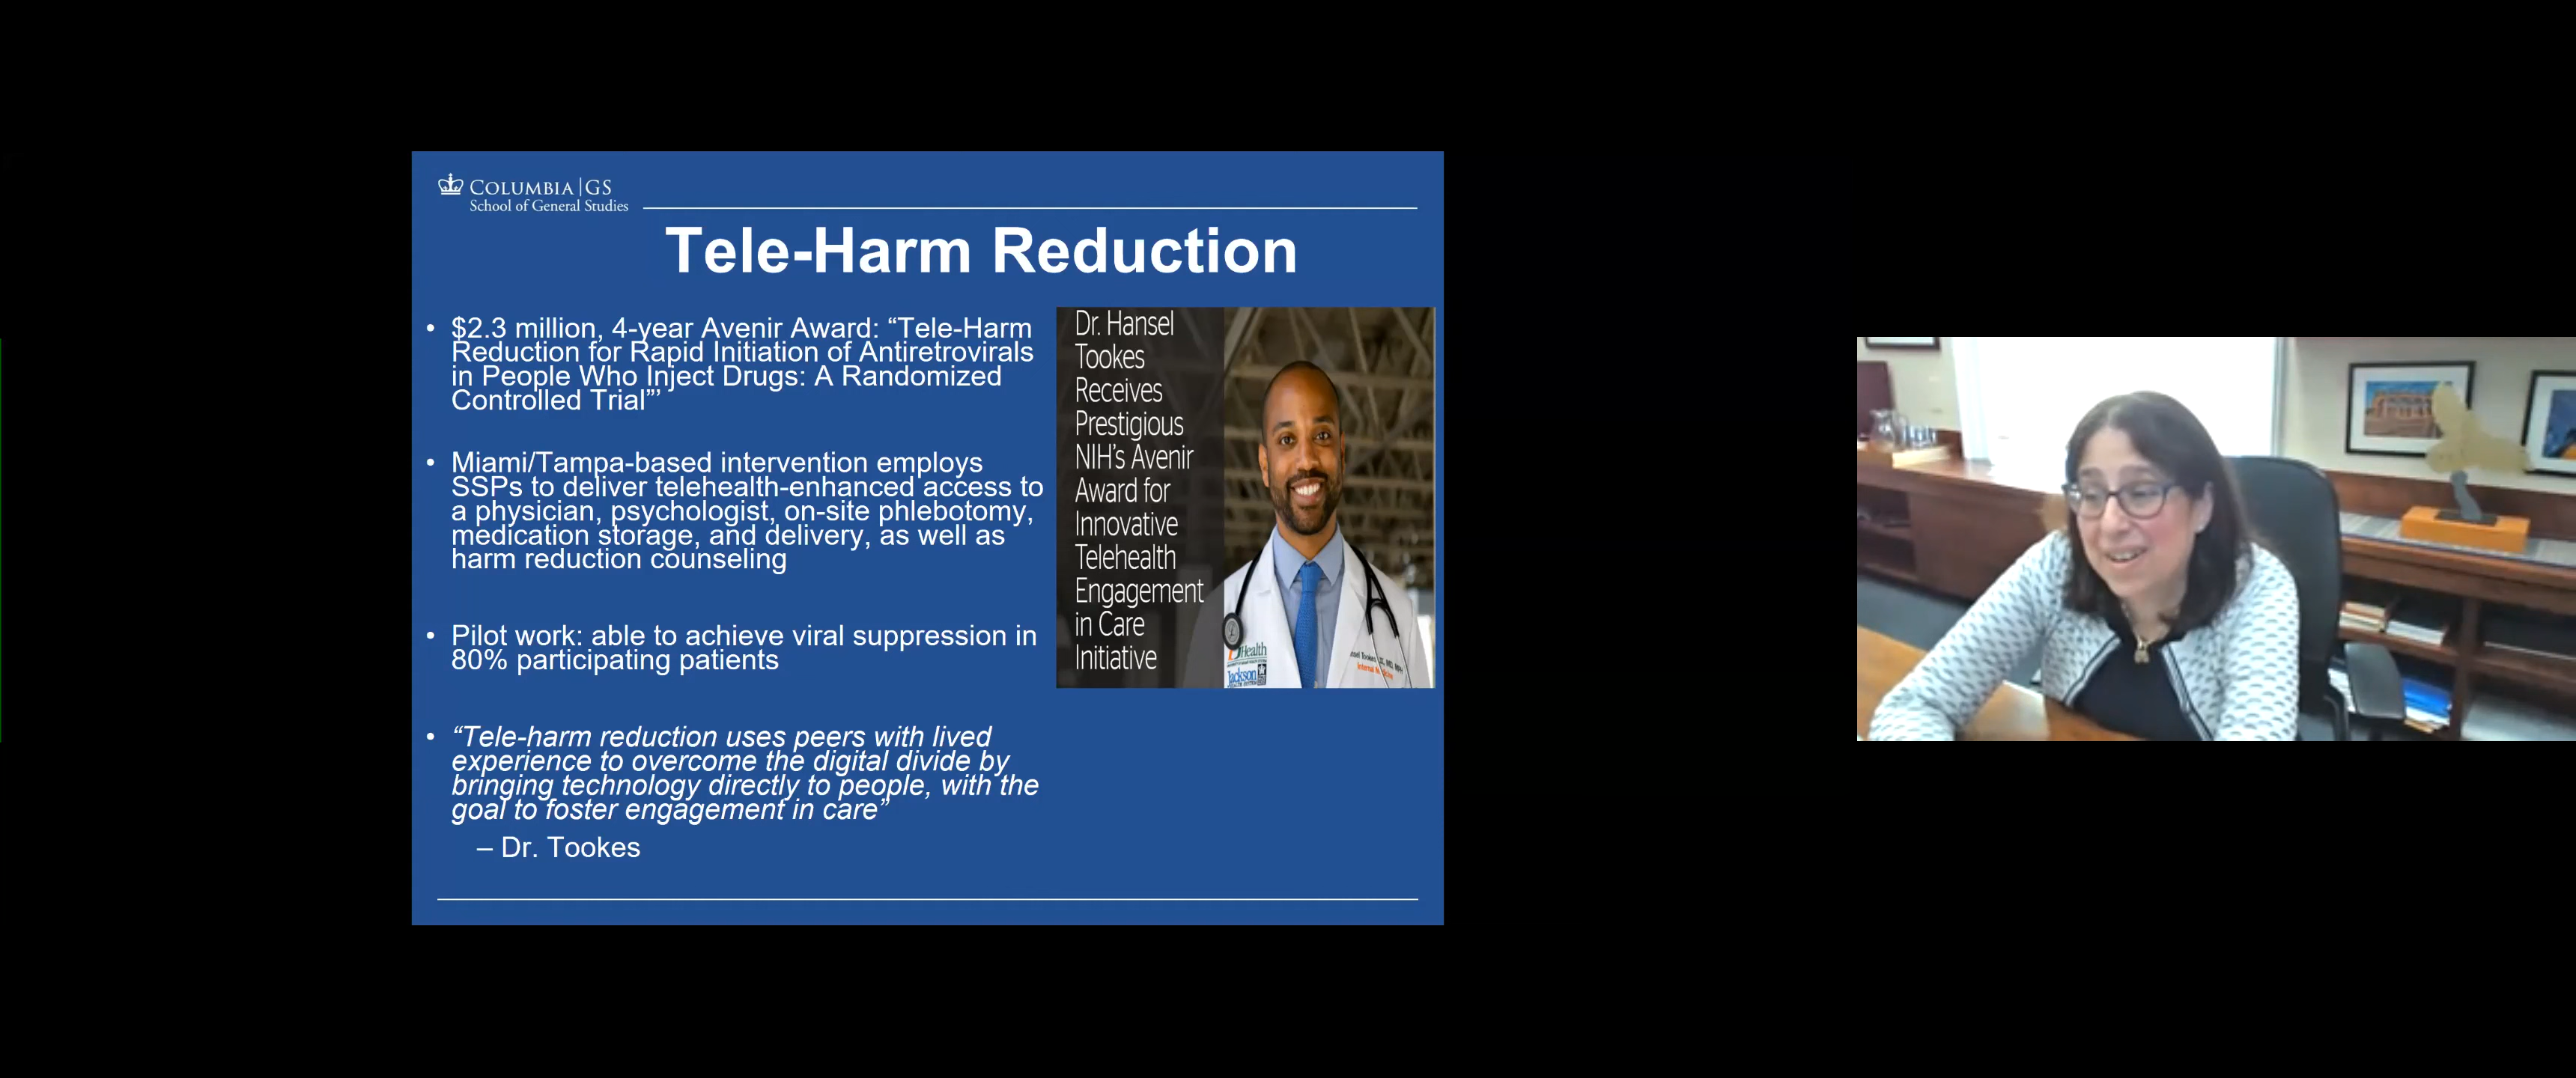 COLUMBIA | GS
School of General Studies
Tele-Harm Reduction
• $2.3 million, 4-year Avenir Award: “Tele-Harm
Reduction for Rapid Initiation of Antiretrovirals
in People Who Inject Drugs: A Randomized
Controlled Trial”’
• Miami/Tampa-based intervention employs
SSPs to deliver telehealth-enhanced access to
a physician, psychologist, on-site phlebotomy,
medication storage, and delivery, as well as
harm reduction counseling
• Pilot work: able to achieve viral suppression in
80% participating patients
• “Tele-harm reduction uses peers with lived
experience to overcome the digital divide by
bringing technology directly to people, with the
goal to foster engagement in care”
– Dr. Tookes
Dr. Hansel
Tookes
Receives
Prestigious
NIH’s Avenir
Award for
Innovative
Telehealth
Engagement
in Care
Initiative
Health
Jackson